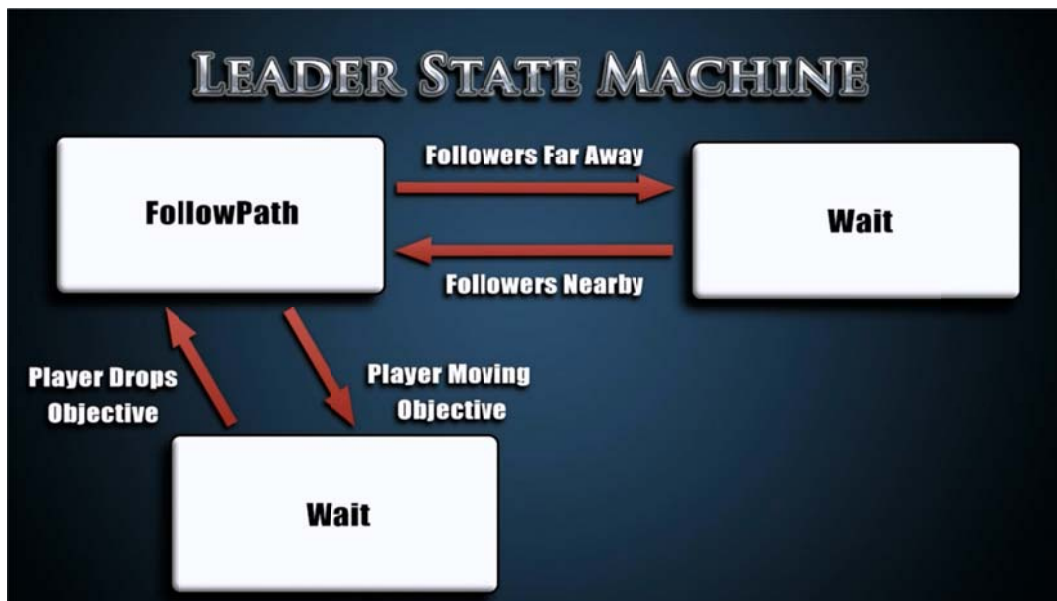 LEADER STATE MACHINE
Followers Far Away
FollowPath
Wait
Followers Nearby
Player Drops
Objective
Player Moving
Objective
Wait